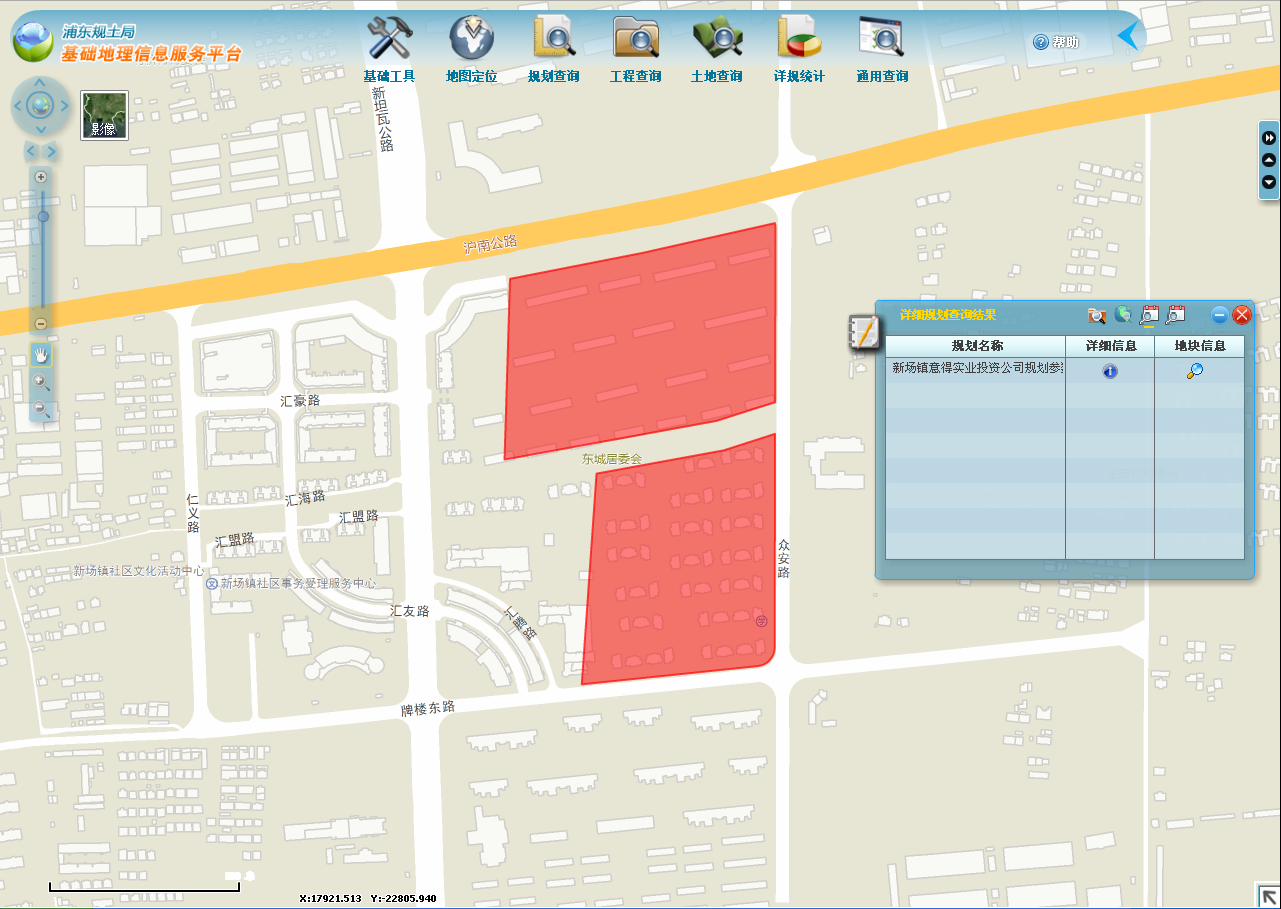 浦东规土局
基础地理信息服务平台
基础工具
地图定位
规划查询
工程查询
土地查询
详规统计
通用查询
帮助
影像
新坦瓦公路
沪南公路
详细规划查询结果
规划名称
详细信息
地块信息
新场镇意得实业投资公司规划参
汇豪路
东城居委会
仁义路
汇海路
汇盟路
汇盟路
众安路
新场镇社区文化活动中心
新场镇社区事务受理服务中心
汇友路
汇腾路
学
牌楼东路
X:17921.513 Y:-22805.940